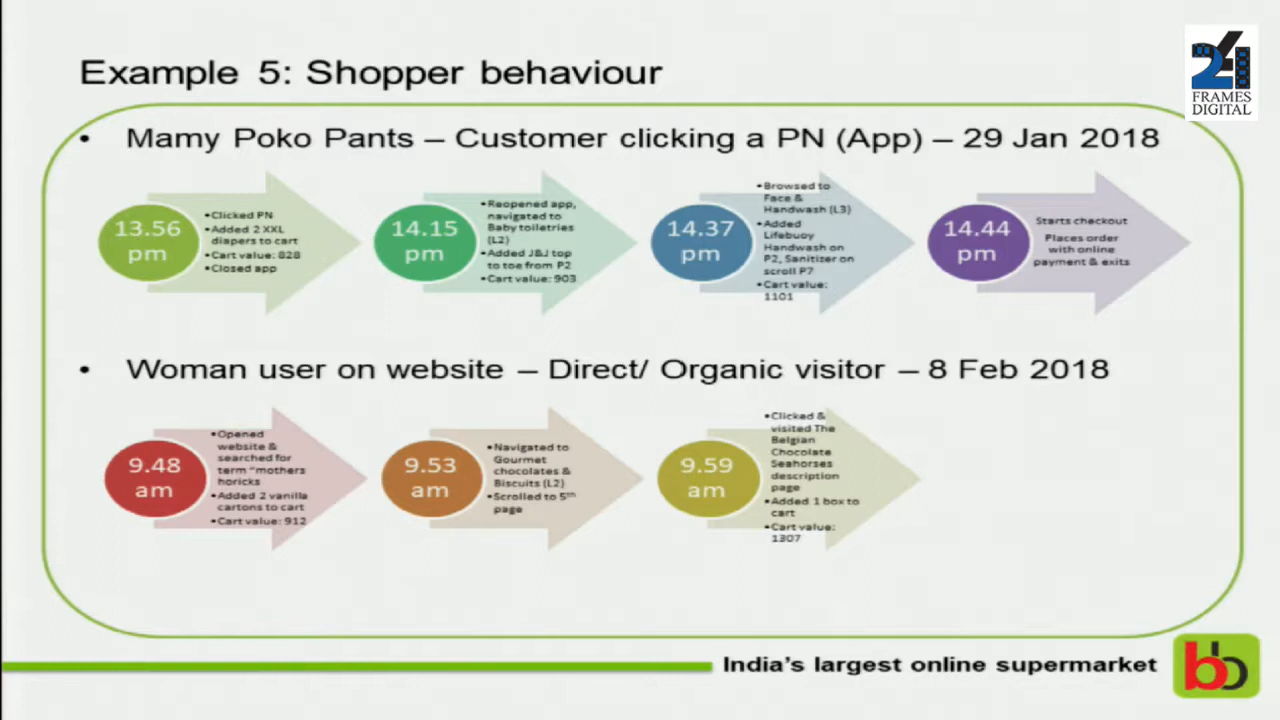 Example 5: Shopper behaviour
24
FRAMES
DIGITAL
• Mamy Poko Pants – Customer clicking a PN (App) – 29 Jan 2018
13.56
pm
•Clicked PN
•Added 2 XXL
diapers to cart
•Cart value: 828
•Closed app
14.15
pm
•Reopened app,
navigated to
Baby toiletries
(L2)
•Added J&J top
to toe from P2
•Cart value: 903
14.37
pm
•Browsed to
Face &
Handwash (L3)
•Added
Lifebuoy
Handwash on
P2, Sanitizer on
scroll P7
•Cart value:
1101
14.44
pm
Starts checkout
Places order
with online
payment & exits
• Woman user on website – Direct/ Organic visitor – 8 Feb 2018
9.48
am
•Opened
website &
searched for
term "mothers
horicks
•Added 2 vanilla
cartons to cart
•Cart value: 912
9.53
am
•Navigated to
Gourmet
chocolates &
Biscuits (L2)
•Scrolled to 5th
page
9.59
am
•Clicked &
visited The
Belgian
Chocolate
Seahorses
description
page
•Added 1 box to
cart
•Cart value:
1307
India's largest online supermarket
bb